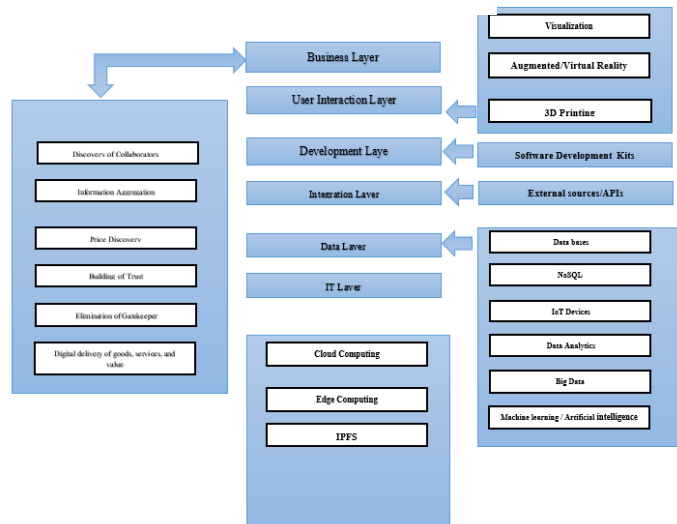 Business Layer
User Interaction Layer
Development Laye
Integration Layer
Data Layer
IT Layer
Discovery of Collaborators
Information Aggregation
Price Discovery
Building of Trust
Elimination of Gatekeeper
Digital delivery of goods, services, and
value
Cloud Computing
Edge Computing
IPFS
Visualization
Augmented/Virtual Reality
3D Printing
Software Development Kits
External sources/APIs
Data bases
NoSQL
IoT Devices
Data Analytics
Big Data
Machine learning / Artificial intelligence